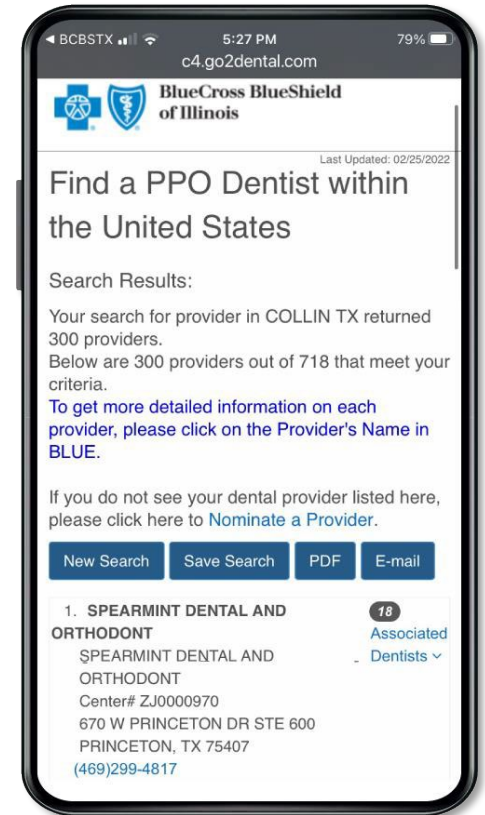 ◄ BCBSTX 5:27 PM 79%
c4.go2dental.com
BlueCross BlueShield
of Illinois
Last Updated: 02/25/2022
Find a PPO Dentist within
the United States
Search Results:
Your search for provider in COLLIN TX returned
300 providers.
Below are 300 providers out of 718 that meet your
criteria.
To get more detailed information on each
provider, please click on the Provider's Name in
BLUE.
If you do not see your dental provider listed here,
please click here to Nominate a Provider.
New Search Save Search PDF E-mail
1. SPEARMINT DENTAL AND 18
ORTHODONT Associated
SPEARMINT DENTAL AND - Dentists
ORTHODONT
Center# ZJ0000970
670 W PRINCETON DR STE 600
PRINCETON, TX 75407
(469)299-4817